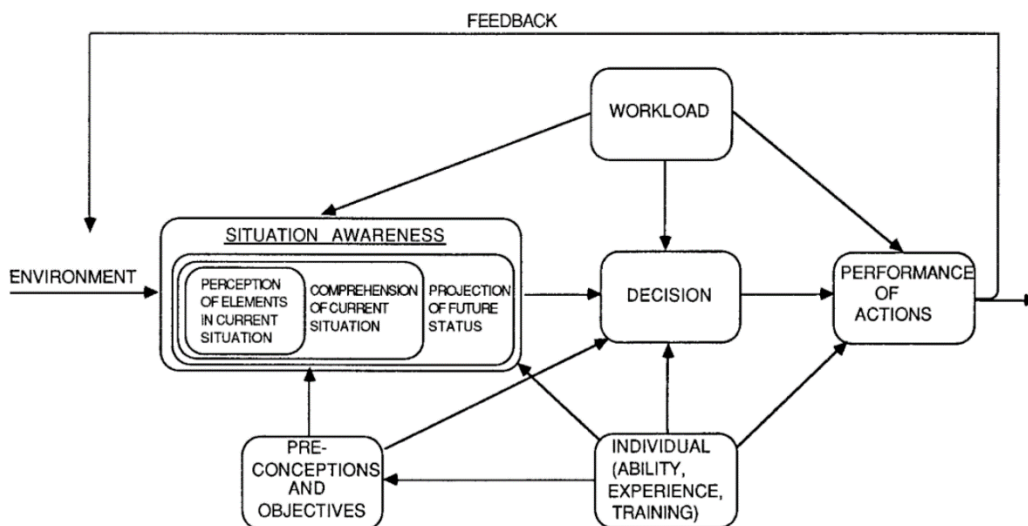 FEEDBACK
WORKLOAD
SITUATION AWARENESS
ENVIRONMENT
PERCEPTION
OF ELEMENTS
IN CURRENT
SITUATION
COMPREHENSION
OF CURRENT
SITUATION
PROJECTION
OF FUTURE
STATUS
DECISION
PERFORMANCE
OF
ACTIONS
PRE-
CONCEPTIONS
AND
OBJECTIVES
INDIVIDUAL
(ABILITY,
EXPERIENCE,
TRAINING)